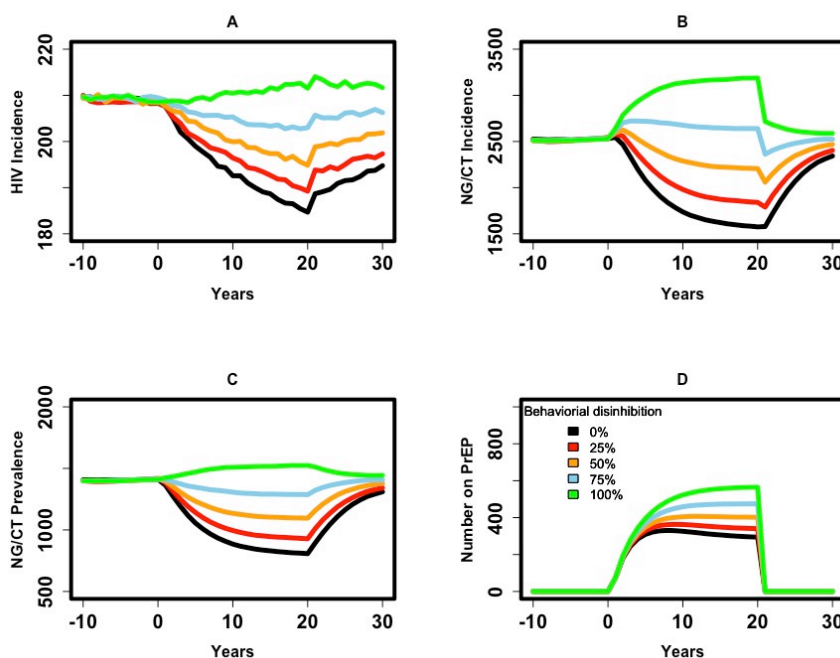 A
HIV Incidence
220
200
180
-10 0 10 20 30
Years
B
NG/CT Incidence
3500
2500
1500
-10 0 10 20 30
Years
C
NG/CT Prevalence
2000
1000
500
-10 0 10 20 30
Years
D
Number on PrEP
800
400
0
Behaviorial disinhibition
0%
25%
50%
75%
100%
-10 0 10 20 30
Years